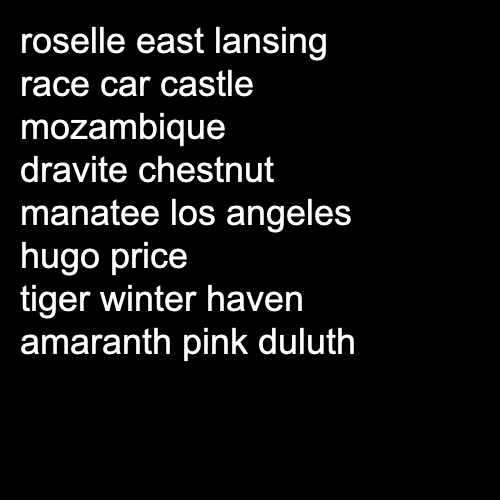 roselle east lansing
race car castle
mozambique
dravite chestnut
manatee los angeles
hugo price
tiger winter haven
amaranth pink duluth